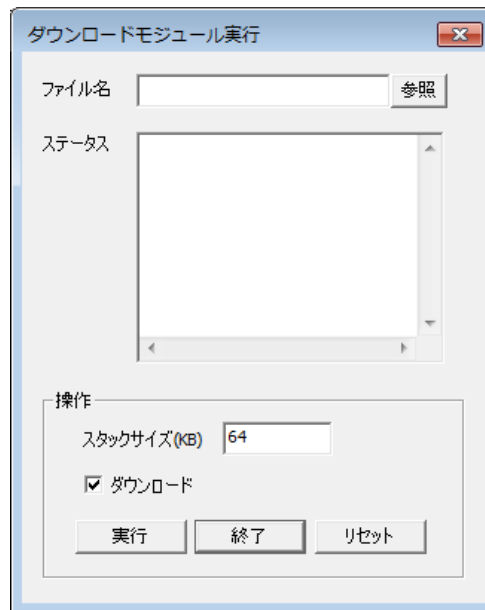 ダウンロードモジュール実行
ファイル名 参照
ステータス
操作
スタックサイズ(KB) 64
ダウンロード
実行 終了 リセット